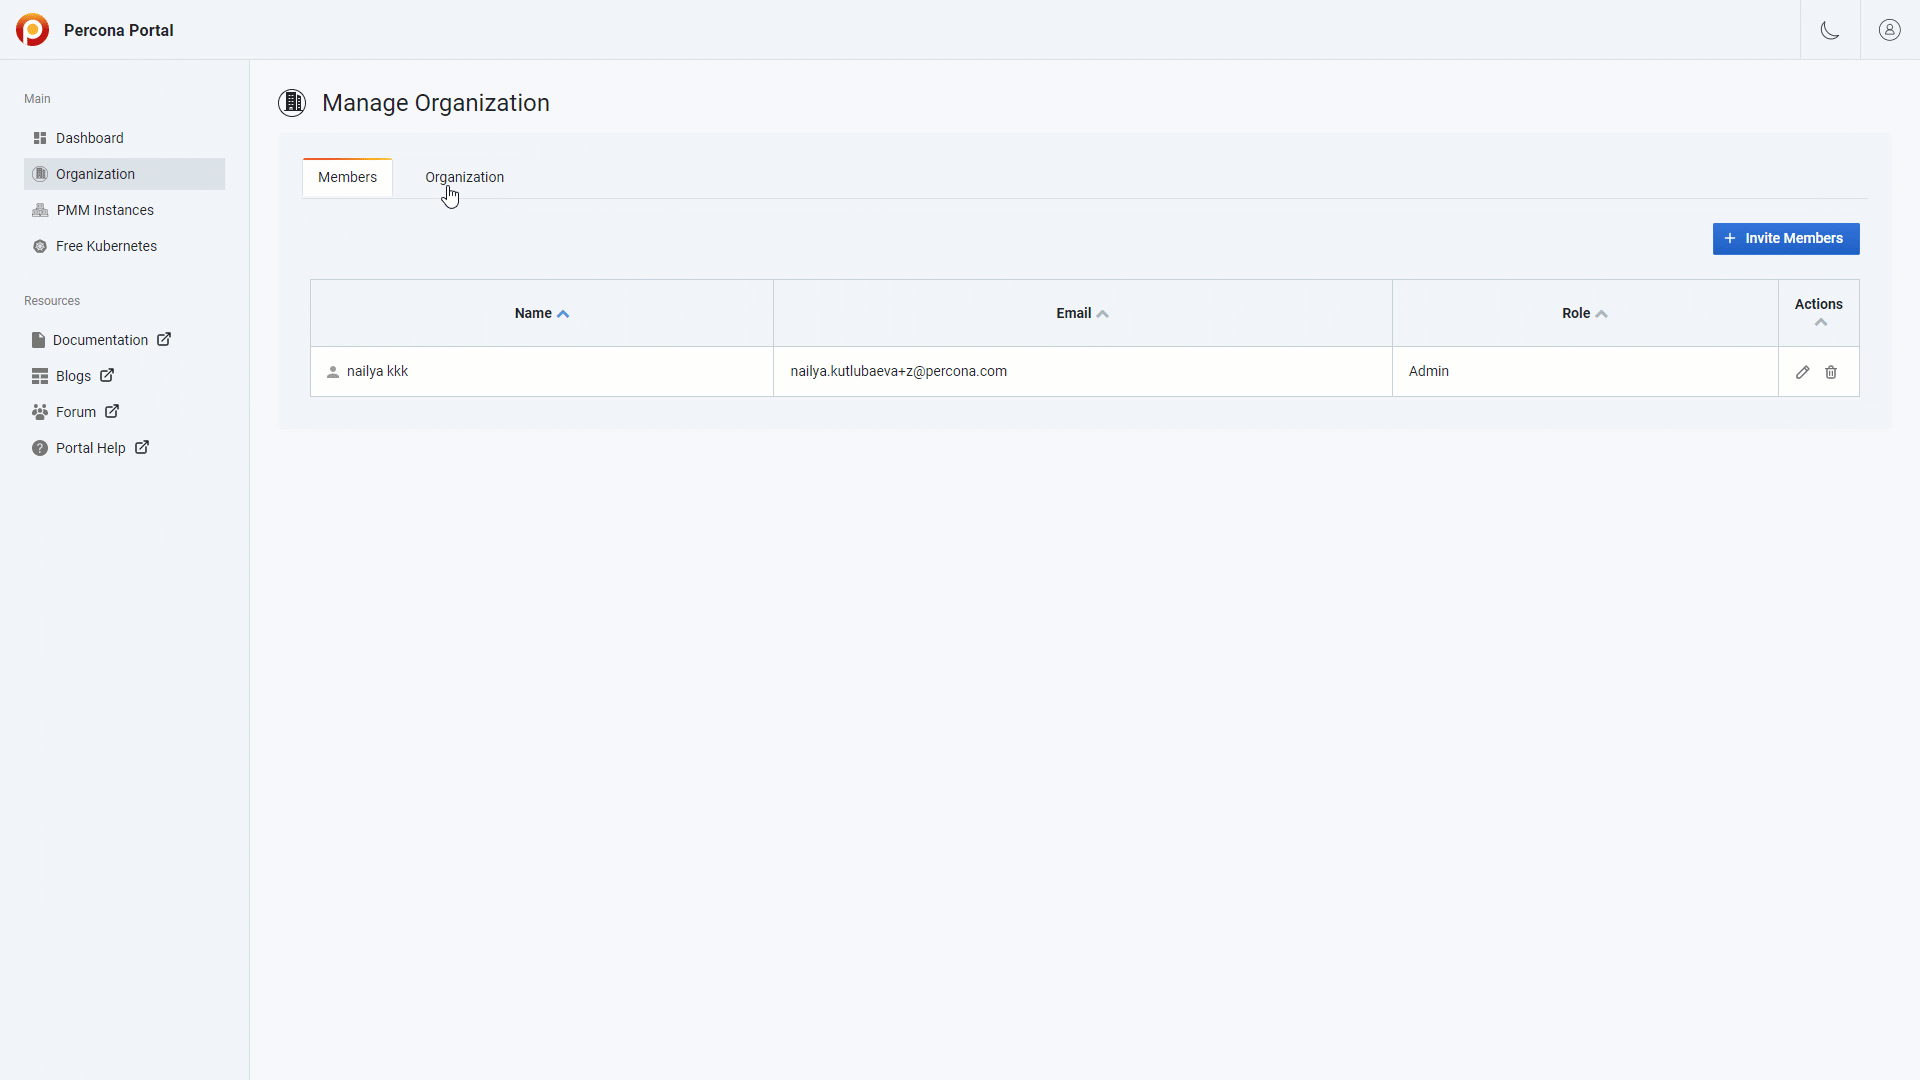 Percona Portal
Main
Dashboard
Organization
PMM Instances
Free Kubernetes
Resources
Documentation
Blogs
Forum
Portal Help
Manage Organization
Members Organization
+ Invite Members
Name Email Role Actions
nailya kkk nailya.kutlubaeva+z@percona.com Admin